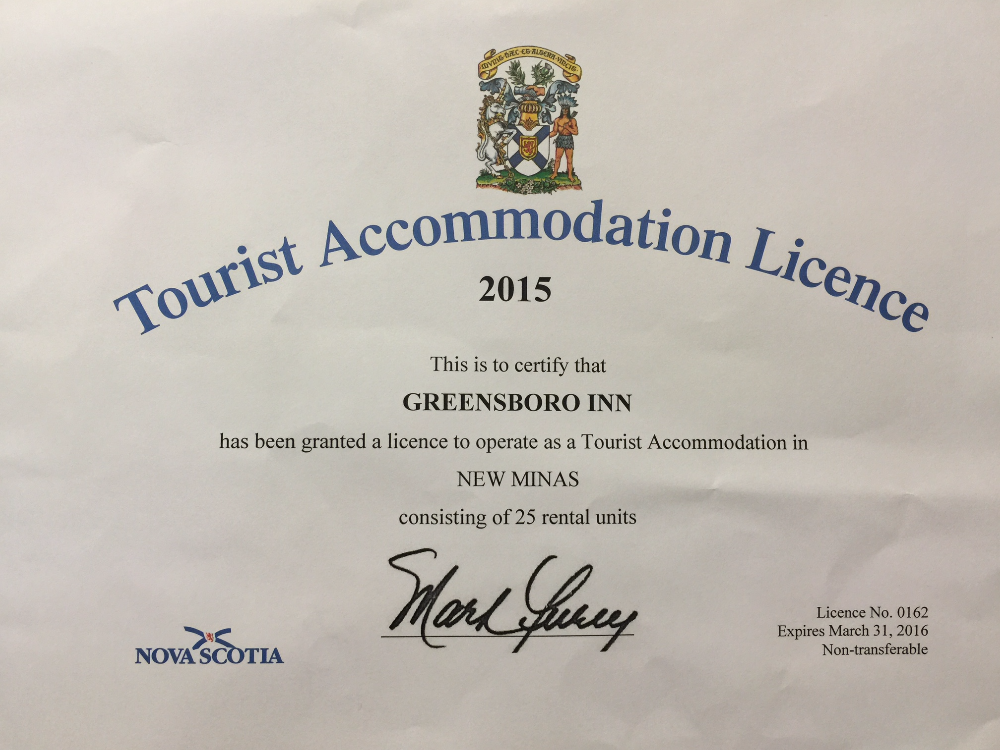 Tourist Accommodation Licence
2015
This is to certify that
GREENSBORO INN
has been granted a licence to operate as a Tourist Accommodation in
NEW MINAS
consisting of 25 rental units
NOVA SCOTIA
Licence No. 0162
Expires March 31, 2016
Non-transferable